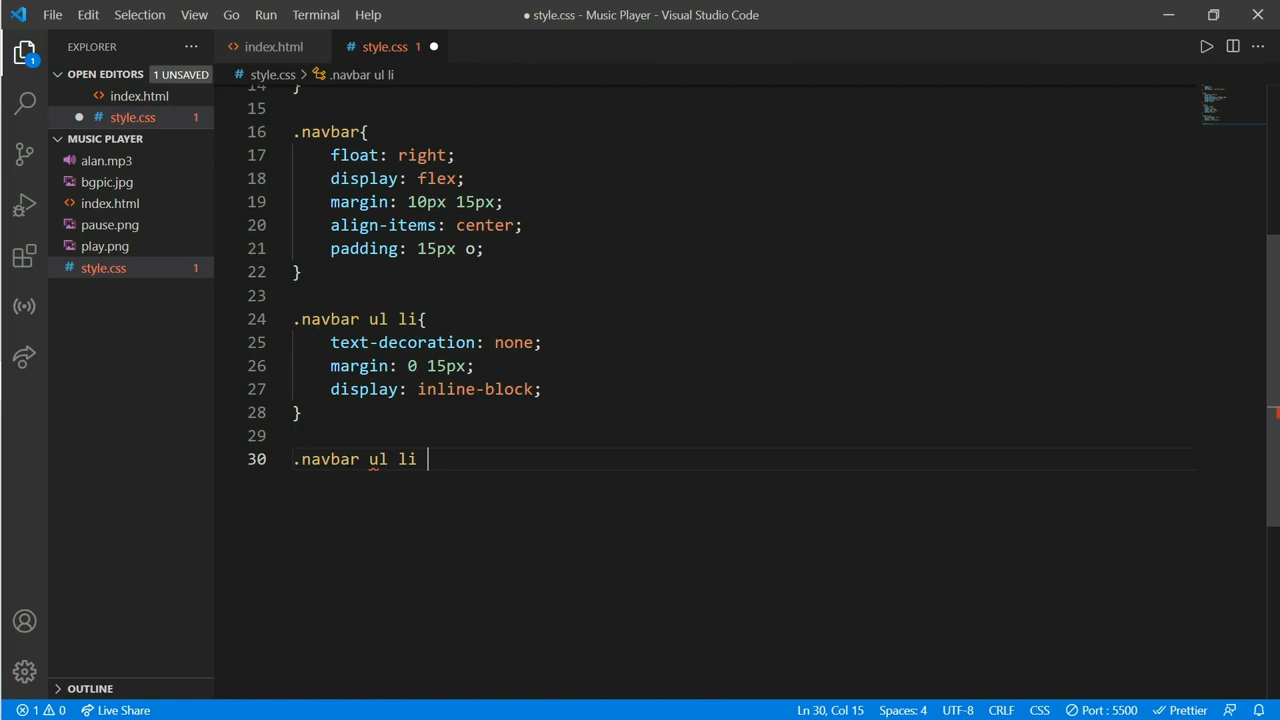 File Edit Selection View Go Run Terminal Help ● style.css - Music Player - Visual Studio Code
EXPLORER ···
<> index.html
# style.css 1 ●
1
OPEN EDITORS 1 UNSAVED
# style.css > .navbar ul li
<> index.html
● # style.css 1
MUSIC PLAYER
alan.mp3
bgpic.jpg
<> index.html
pause.png
play.png
# style.css 1
14 }
15
16 .navbar{
17 float: right;
18 display: flex;
19 margin: 10px 15px;
20 align-items: center;
21 padding: 15px o;
22 }
23
24 .navbar ul li{
25 text-decoration: none;
26 margin: 0 15px;
27 display: inline-block;
28 }
29
30 .navbar ul li
OUTLINE
1 0 Live Share Ln 30, Col 15 Spaces: 4 UTF-8 CRLF CSS Port : 5500 Prettier